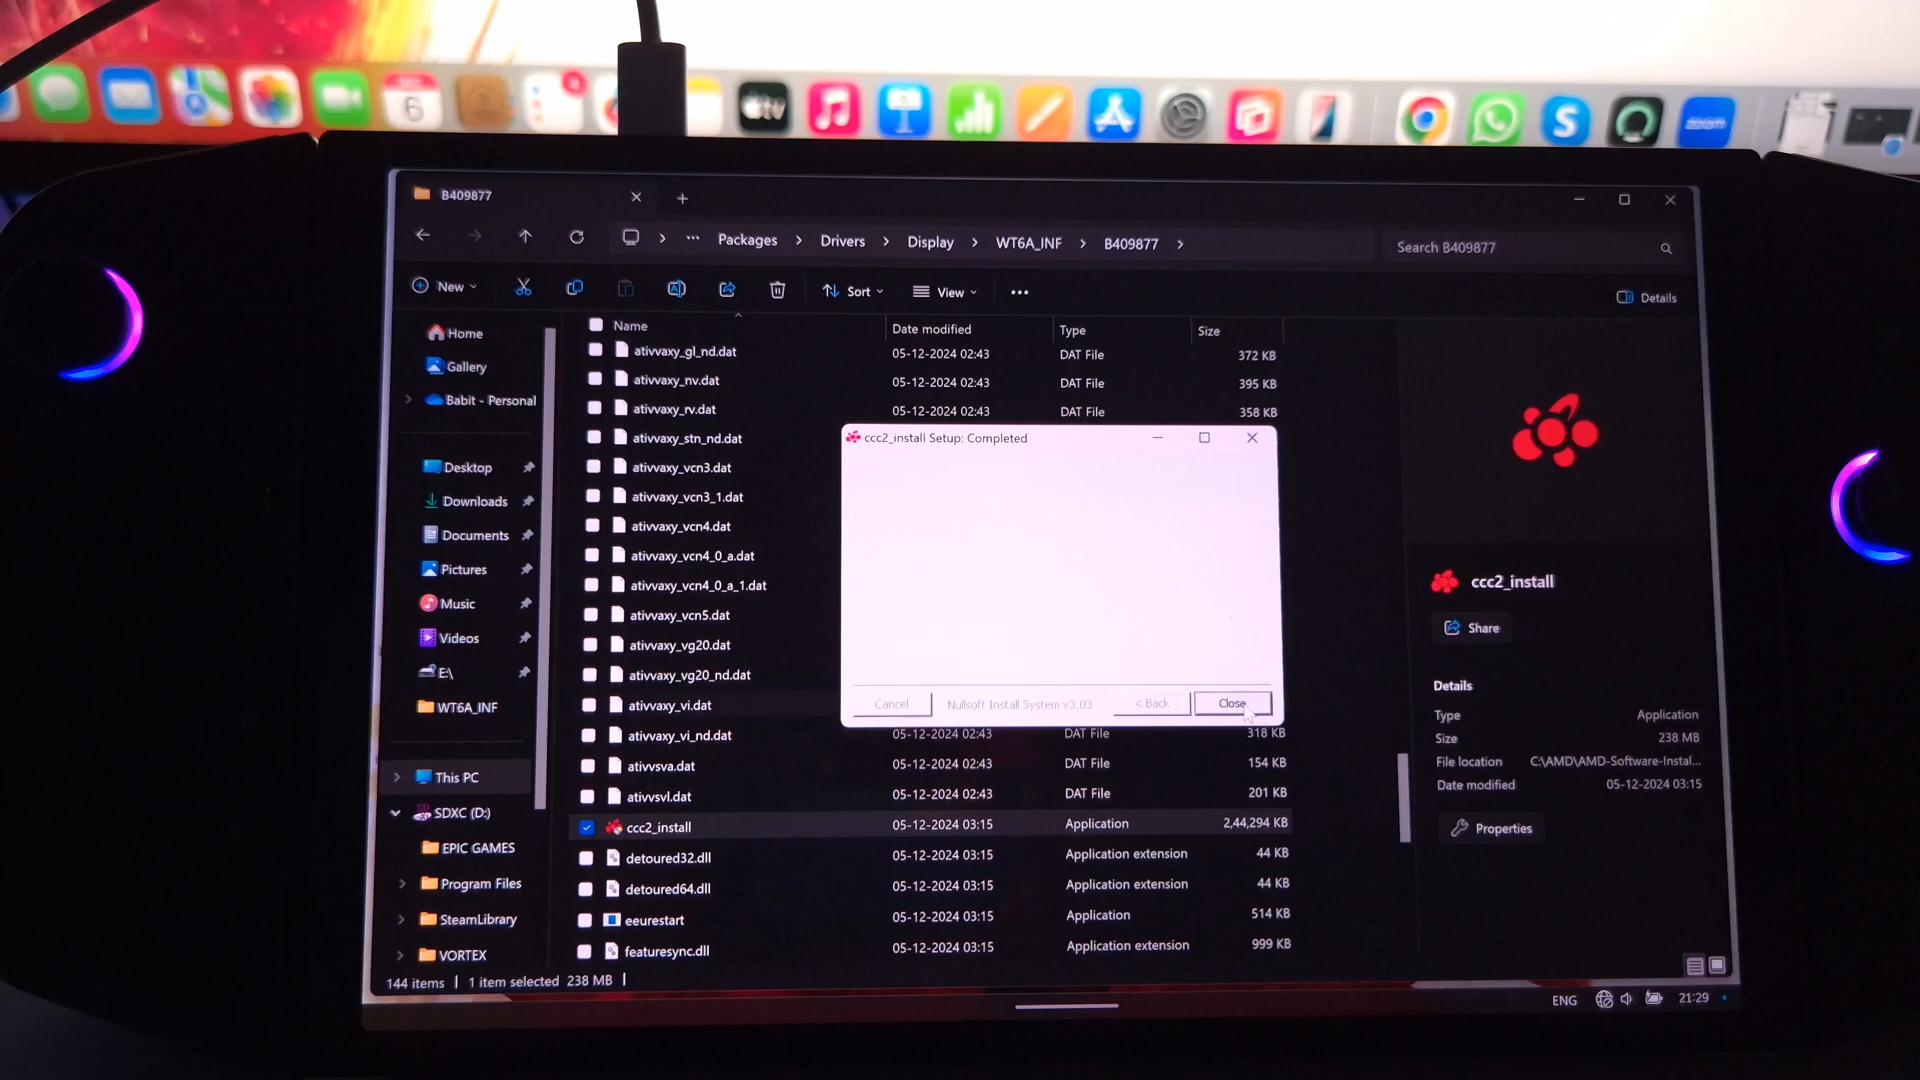 6
tv
S
zoom
B409877
Packages > Drivers > Display > WT6A_INF > B409877 >
Search B409877
New
Sort
View
Details
Home
Gallery
Babit - Personal
Desktop
Downloads
Documents
Pictures
Music
Videos
E:\
WT6A_INF
This PC
SDXC (D:)
EPIC GAMES
Program Files
SteamLibrary
VORTEX
Name Date modified Type Size
ativvaxy_gl_nd.dat 05-12-2024 02:43 DAT File 372 KB
ativvaxy_nv.dat 05-12-2024 02:43 DAT File 395 KB
ativvaxy_rv.dat 05-12-2024 02:43 DAT File 358 KB
ativvaxy_stn_nd.dat
ativvaxy_vcn3.dat
ativvaxy_vcn3_1.dat
ativvaxy_vcn4.dat
ativvaxy_vcn4_0_a.dat
ativvaxy_vcn4_0_a_1.dat
ativvaxy_vcn5.dat
ativvaxy_vg20.dat
ativvaxy_vg20_nd.dat
ativvaxy_vi.dat
ativvaxy_vi_nd.dat 05-12-2024 02:43 DAT File 318 KB
ativvsva.dat 05-12-2024 02:43 DAT File 154 KB
ativvsvl.dat 05-12-2024 02:43 DAT File 201 KB
ccc2_install 05-12-2024 03:15 Application 2,44,294 KB
detoured32.dll 05-12-2024 03:15 Application extension 44 KB
detoured64.dll 05-12-2024 03:15 Application extension 44 KB
eeurestart 05-12-2024 03:15 Application 514 KB
featuresync.dll 05-12-2024 03:15 Application extension 999 KB
ccc2_install Setup: Completed
Cancel Nullsoft Install System v3.03 < Back Close
ccc2_install
Share
Details
Type Application
Size 238 MB
File location C:\AMD\AMD-Software-Instal...
Date modified 05-12-2024 03:15
Properties
144 items | 1 item selected 238 MB |
ENG 21:29